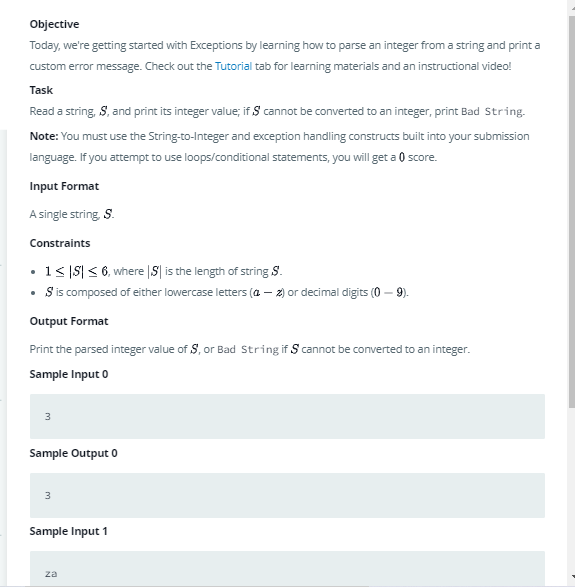 Objective
Today, we're getting started with Exceptions by learning how to parse an integer from a string and print a
custom error message. Check out the Tutorial tab for learning materials and an instructional video!
Task
Read a string, S, and print its integer value; if S cannot be converted to an integer, print Bad String.
Note: You must use the String-to-Integer and exception handling constructs built into your submission
language. If you attempt to use loops/conditional statements, you will get a 0 score.
Input Format
A single string, S.
Constraints
• 1 ≤ |S| ≤ 6, where |S| is the length of string S.
• S is composed of either lowercase letters (a − z) or decimal digits (0 − 9).
Output Format
Print the parsed integer value of S, or Bad String if S cannot be converted to an integer.
Sample Input 0
3
Sample Output 0
3
Sample Input 1
za